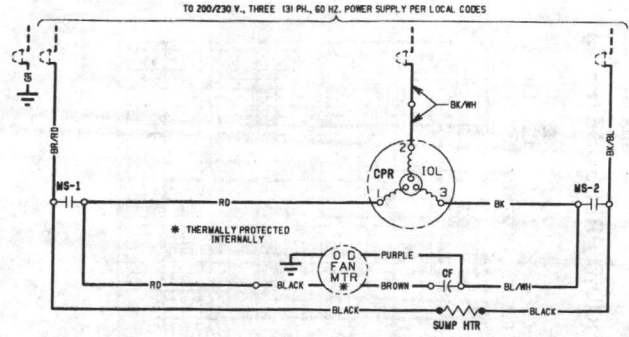 TO 200/230 V., THREE (3) PH., 60 HZ. POWER SUPPLY PER LOCAL CODES
GR
BR/RD
BK/WH
BK/BL
2
CPR
IOL
1
3
MS-1
MS-2
RD
BK
* THERMALLY PROTECTED
INTERNALLY
O D
FAN
MTR
*
PURPLE
CF
RD
BLACK
BROWN
BL/WH
BLACK
SUMP HTR
BLACK